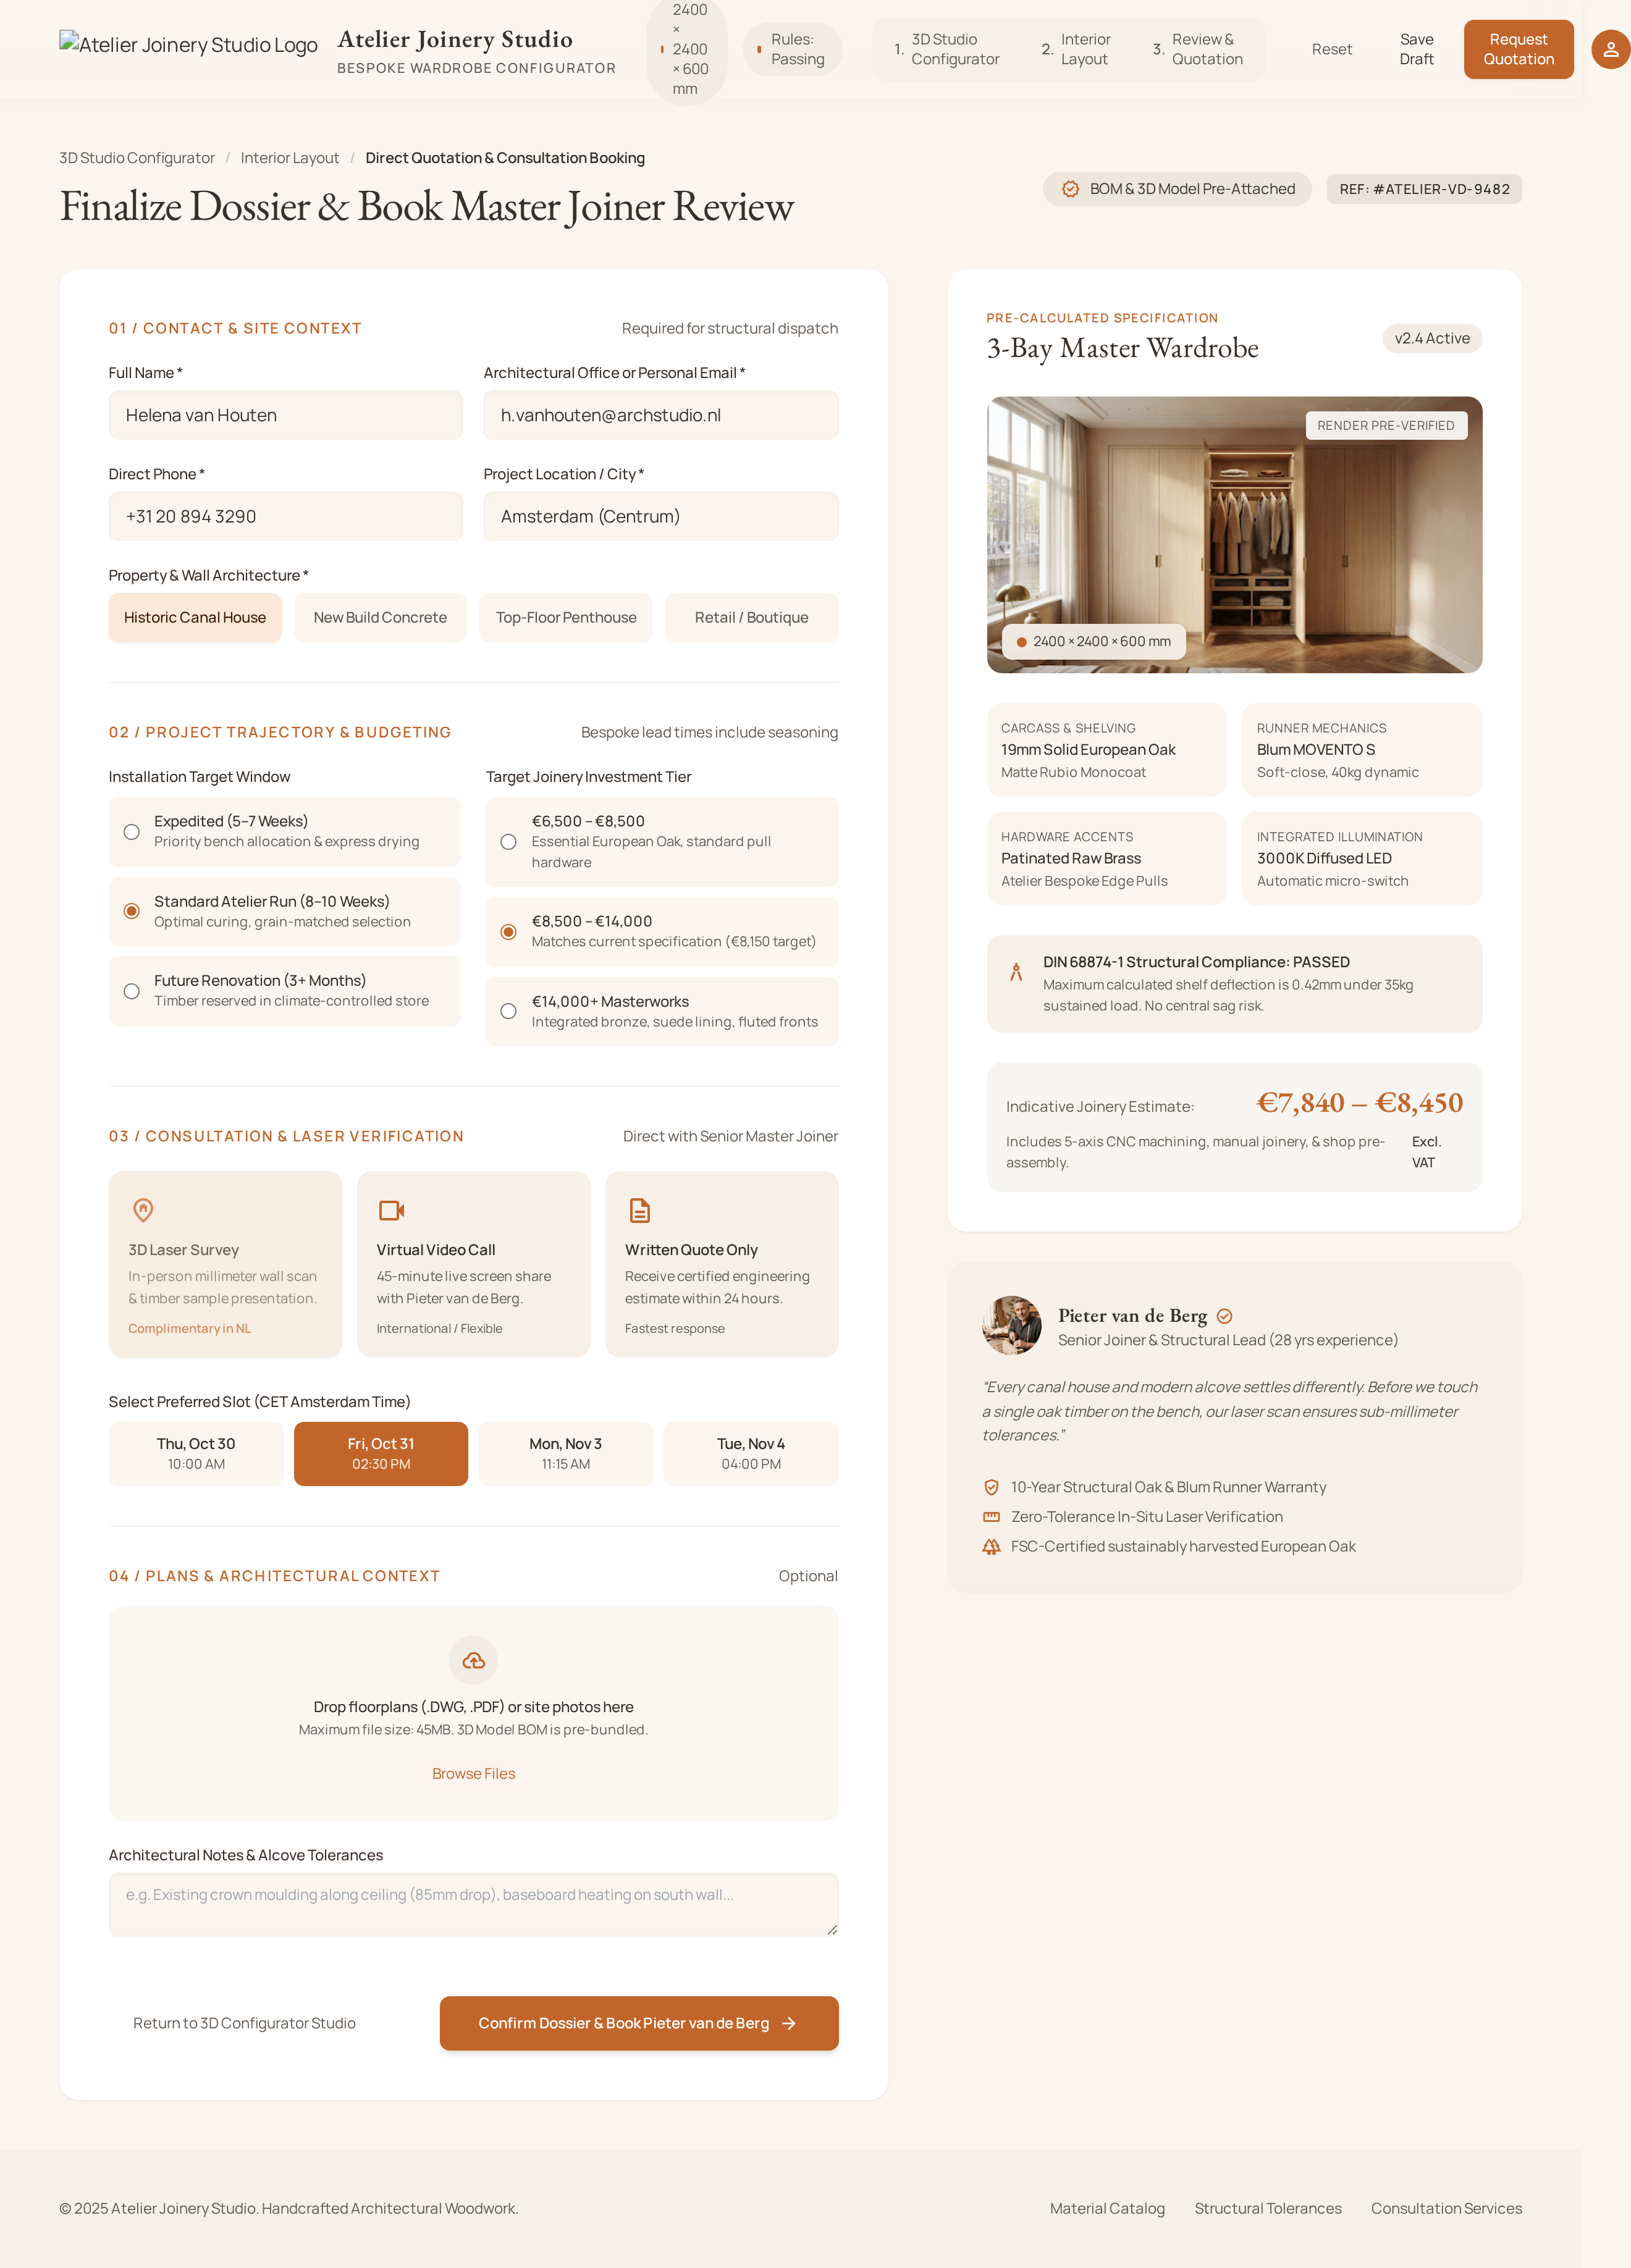 Atelier Joinery Studio Logo
Atelier Joinery Studio
BESPOKE WARDROBE CONFIGURATOR
2400
×
2400
× 600
mm
Rules:
Passing
1. 3D Studio
Configurator
2. Interior
Layout
3. Review &
Quotation
Reset
Save
Draft
Request
Quotation
3D Studio Configurator / Interior Layout / Direct Quotation & Consultation Booking
Finalize Dossier & Book Master Joiner Review
BOM & 3D Model Pre-Attached
REF: #ATELIER-VD-9482
01 / CONTACT & SITE CONTEXT
Required for structural dispatch
Full Name *
Architectural Office or Personal Email *
Helena van Houten
h.vanhouten@archstudio.nl
Direct Phone *
Project Location / City *
+31 20 894 3290
Amsterdam (Centrum)
Property & Wall Architecture *
Historic Canal House
New Build Concrete
Top-Floor Penthouse
Retail / Boutique
02 / PROJECT TRAJECTORY & BUDGETING
Bespoke lead times include seasoning
Installation Target Window
Expedited (5–7 Weeks)
Priority bench allocation & express drying
Standard Atelier Run (8–10 Weeks)
Optimal curing, grain-matched selection
Future Renovation (3+ Months)
Timber reserved in climate-controlled store
Target Joinery Investment Tier
€6,500 – €8,500
Essential European Oak, standard pull
hardware
€8,500 – €14,000
Matches current specification (€8,150 target)
€14,000+ Masterworks
Integrated bronze, suede lining, fluted fronts
03 / CONSULTATION & LASER VERIFICATION
Direct with Senior Master Joiner
3D Laser Survey
In-person millimeter wall scan
& timber sample presentation.
Complimentary in NL
Virtual Video Call
45-minute live screen share
with Pieter van de Berg.
International / Flexible
Written Quote Only
Receive certified engineering
estimate within 24 hours.
Fastest response
Select Preferred Slot (CET Amsterdam Time)
Thu, Oct 30
10:00 AM
Fri, Oct 31
02:30 PM
Mon, Nov 3
11:15 AM
Tue, Nov 4
04:00 PM
04 / PLANS & ARCHITECTURAL CONTEXT
Optional
Drop floorplans (.DWG, .PDF) or site photos here
Maximum file size: 45MB. 3D Model BOM is pre-bundled.
Browse Files
Architectural Notes & Alcove Tolerances
e.g. Existing crown moulding along ceiling (85mm drop), baseboard heating on south wall...
Return to 3D Configurator Studio
Confirm Dossier & Book Pieter van de Berg
PRE-CALCULATED SPECIFICATION
3-Bay Master Wardrobe
v2.4 Active
RENDER PRE-VERIFIED
2400 × 2400 × 600 mm
CARCASS & SHELVING
19mm Solid European Oak
Matte Rubio Monocoat
RUNNER MECHANICS
Blum MOVENTO S
Soft-close, 40kg dynamic
HARDWARE ACCENTS
Patinated Raw Brass
Atelier Bespoke Edge Pulls
INTEGRATED ILLUMINATION
3000K Diffused LED
Automatic micro-switch
DIN 68874-1 Structural Compliance: PASSED
Maximum calculated shelf deflection is 0.42mm under 35kg
sustained load. No central sag risk.
Indicative Joinery Estimate:
€7,840 – €8,450
Includes 5-axis CNC machining, manual joinery, & shop pre-
assembly.
Excl.
VAT
Pieter van de Berg
Senior Joiner & Structural Lead (28 yrs experience)
“Every canal house and modern alcove settles differently. Before we touch
a single oak timber on the bench, our laser scan ensures sub-millimeter
tolerances.”
10-Year Structural Oak & Blum Runner Warranty
Zero-Tolerance In-Situ Laser Verification
FSC-Certified sustainably harvested European Oak
© 2025 Atelier Joinery Studio. Handcrafted Architectural Woodwork.
Material Catalog
Structural Tolerances
Consultation Services